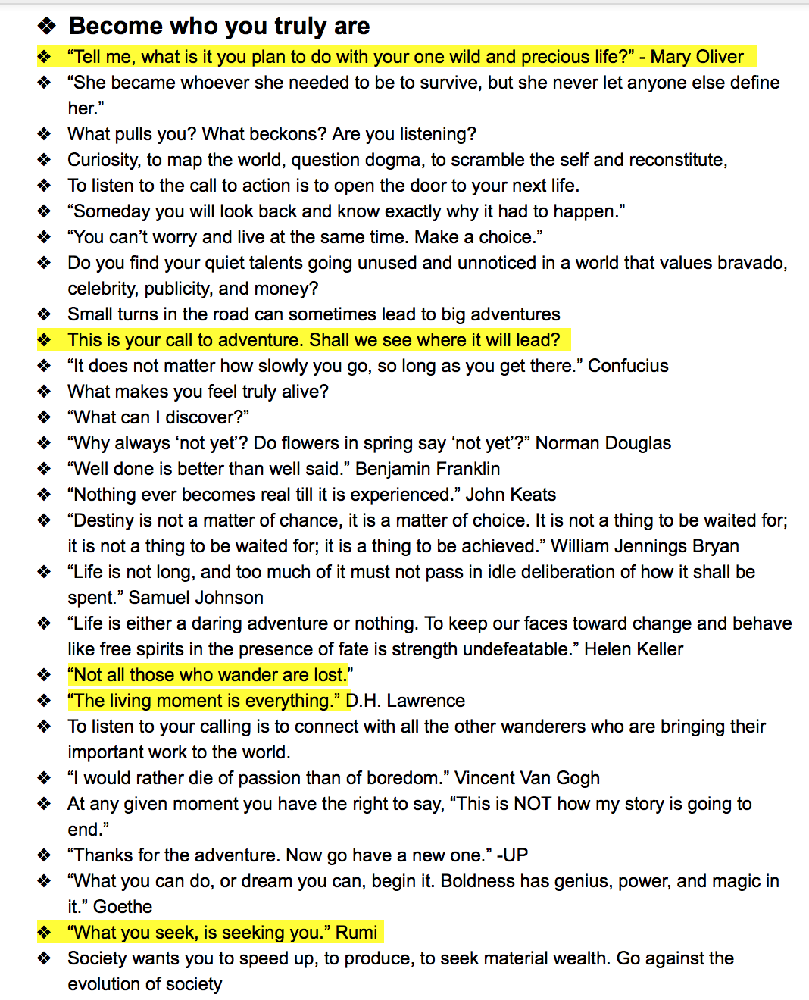 ❖ Become who you truly are
❖ “Tell me, what is it you plan to do with your one wild and precious life?” - Mary Oliver
❖ “She became whoever she needed to be to survive, but she never let anyone else define
her.”
❖ What pulls you? What beckons? Are you listening?
❖ Curiosity, to map the world, question dogma, to scramble the self and reconstitute,
❖ To listen to the call to action is to open the door to your next life.
❖ “Someday you will look back and know exactly why it had to happen.”
❖ “You can’t worry and live at the same time. Make a choice.”
❖ Do you find your quiet talents going unused and unnoticed in a world that values bravado,
celebrity, publicity, and money?
❖ Small turns in the road can sometimes lead to big adventures
❖ This is your call to adventure. Shall we see where it will lead?
❖ “It does not matter how slowly you go, so long as you get there.” Confucius
❖ What makes you feel truly alive?
❖ “What can I discover?”
❖ “Why always ‘not yet’? Do flowers in spring say ‘not yet’?” Norman Douglas
❖ “Well done is better than well said.” Benjamin Franklin
❖ “Nothing ever becomes real till it is experienced.” John Keats
❖ “Destiny is not a matter of chance, it is a matter of choice. It is not a thing to be waited for;
it is not a thing to be waited for; it is a thing to be achieved.” William Jennings Bryan
❖ “Life is not long, and too much of it must not pass in idle deliberation of how it shall be
spent.” Samuel Johnson
❖ “Life is either a daring adventure or nothing. To keep our faces toward change and behave
like free spirits in the presence of fate is strength undefeatable.” Helen Keller
❖ “Not all those who wander are lost.”
❖ “The living moment is everything.” D.H. Lawrence
❖ To listen to your calling is to connect with all the other wanderers who are bringing their
important work to the world.
❖ “I would rather die of passion than of boredom.” Vincent Van Gogh
❖ At any given moment you have the right to say, “This is NOT how my story is going to
end.”
❖ “Thanks for the adventure. Now go have a new one.” -UP
❖ “What you can do, or dream you can, begin it. Boldness has genius, power, and magic in
it.” Goethe
❖ “What you seek, is seeking you.” Rumi
❖ Society wants you to speed up, to produce, to seek material wealth. Go against the
evolution of society